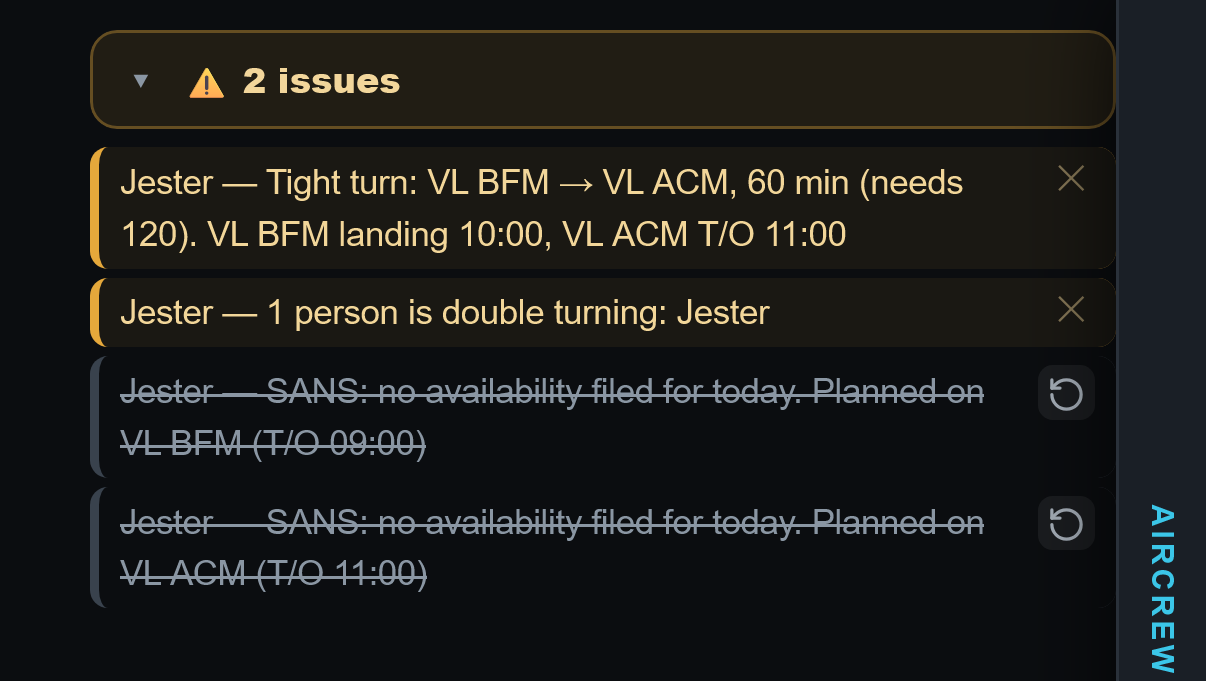 ▼ ⚠️ 2 issues
Jester — Tight turn: VL BFM → VL ACM, 60 min (needs
120). VL BFM landing 10:00, VL ACM T/O 11:00
Jester — 1 person is double turning: Jester
Jester — SANS: no availability filed for today. Planned on
VL BFM (T/O 09:00)
Jester — SANS: no availability filed for today. Planned on
VL ACM (T/O 11:00)
AIRCREW